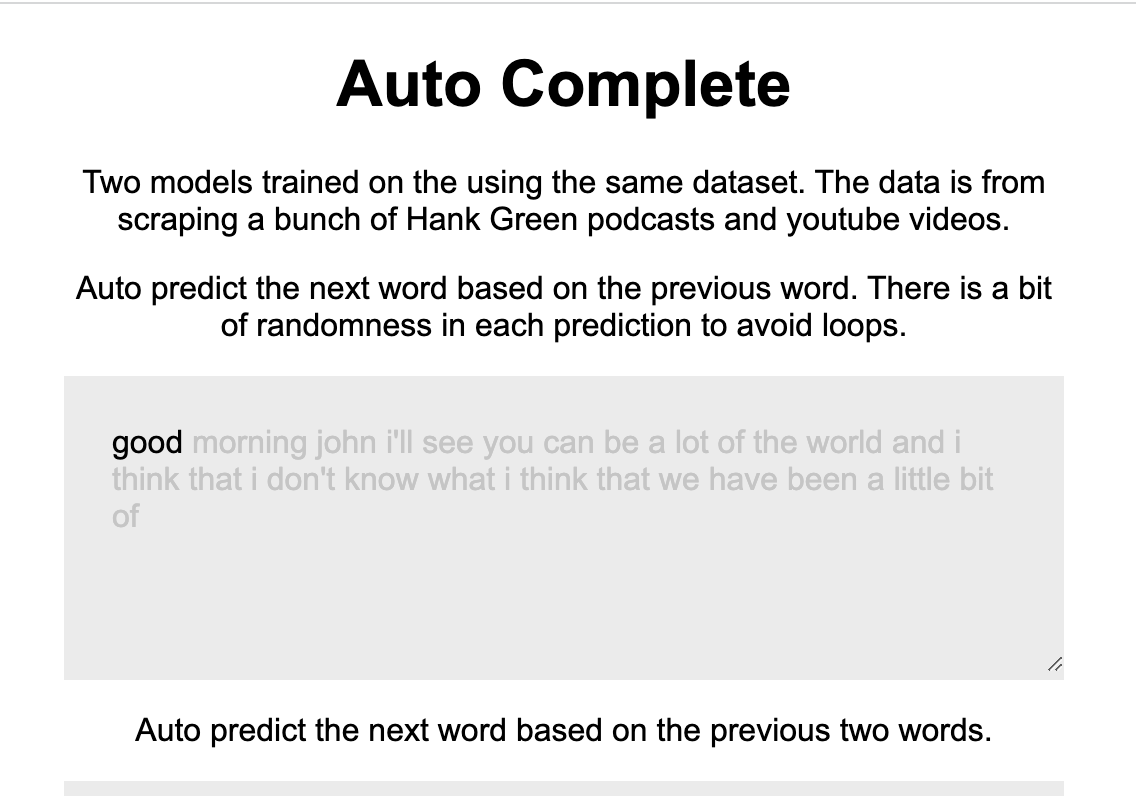 Auto Complete
Two models trained on the using the same dataset. The data is from
scraping a bunch of Hank Green podcasts and youtube videos.
Auto predict the next word based on the previous word. There is a bit
of randomness in each prediction to avoid loops.
good morning john i'll see you can be a lot of the world and i
think that i don't know what i think that we have been a little bit
of
Auto predict the next word based on the previous two words.